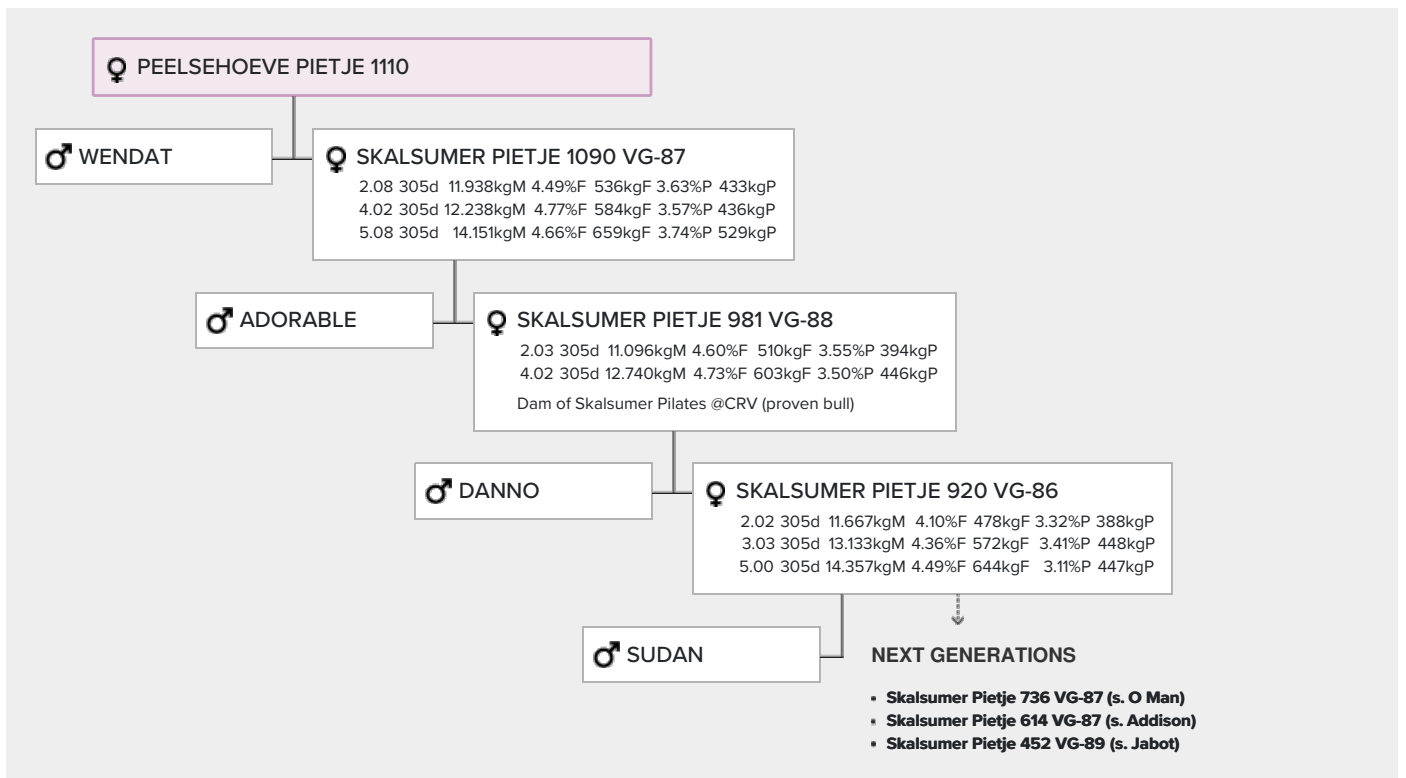 ♀ PEELSEHOEVE PIETJE 1110
♂ WENDAT
♀ SKALSUMER PIETJE 1090 VG-87
2.08 305d 11.938kgM 4.49%F 536kgF 3.63%P 433kgP
4.02 305d 12.238kgM 4.77%F 584kgF 3.57%P 436kgP
5.08 305d 14.151kgM 4.66%F 659kgF 3.74%P 529kgP
♂ ADORABLE
♀ SKALSUMER PIETJE 981 VG-88
2.03 305d 11.096kgM 4.60%F 510kgF 3.55%P 394kgP
4.02 305d 12.740kgM 4.73%F 603kgF 3.50%P 446kgP
Dam of Skalsumer Pilates @CRV (proven bull)
♂ DANNO
♀ SKALSUMER PIETJE 920 VG-86
2.02 305d 11.667kgM 4.10%F 478kgF 3.32%P 388kgP
3.03 305d 13.133kgM 4.36%F 572kgF 3.41%P 448kgP
5.00 305d 14.357kgM 4.49%F 644kgF 3.11%P 447kgP
♂ SUDAN
NEXT GENERATIONS
• Skalsumer Pietje 736 VG-87 (s. O Man)
• Skalsumer Pietje 614 VG-87 (s. Addison)
• Skalsumer Pietje 452 VG-89 (s. Jabot)